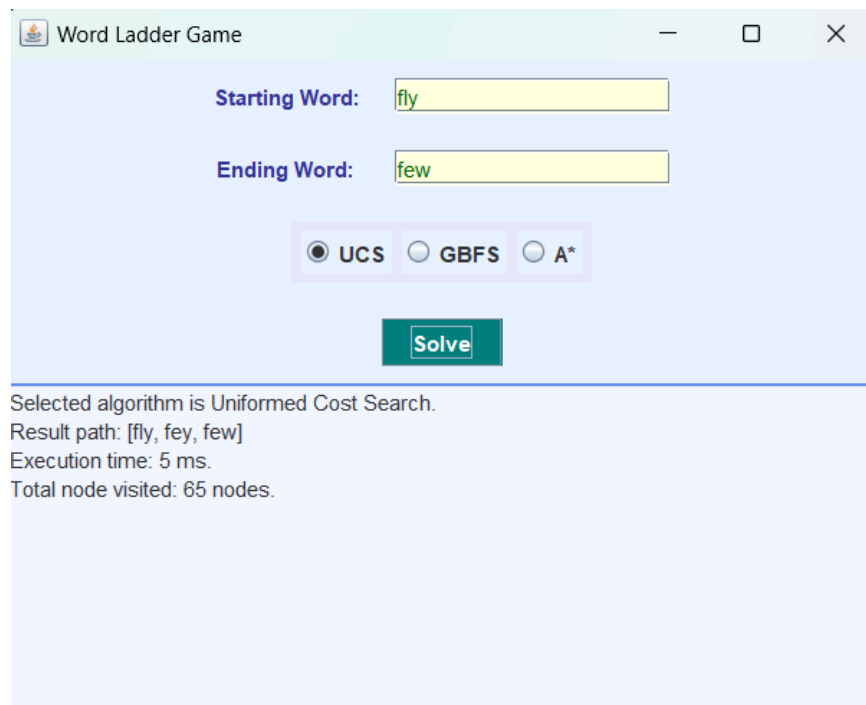 Word Ladder Game
Starting Word: fly
Ending Word: few
UCS GBFS A*
Solve
Selected algorithm is Uniformed Cost Search.
Result path: [fly, fey, few]
Execution time: 5 ms.
Total node visited: 65 nodes.